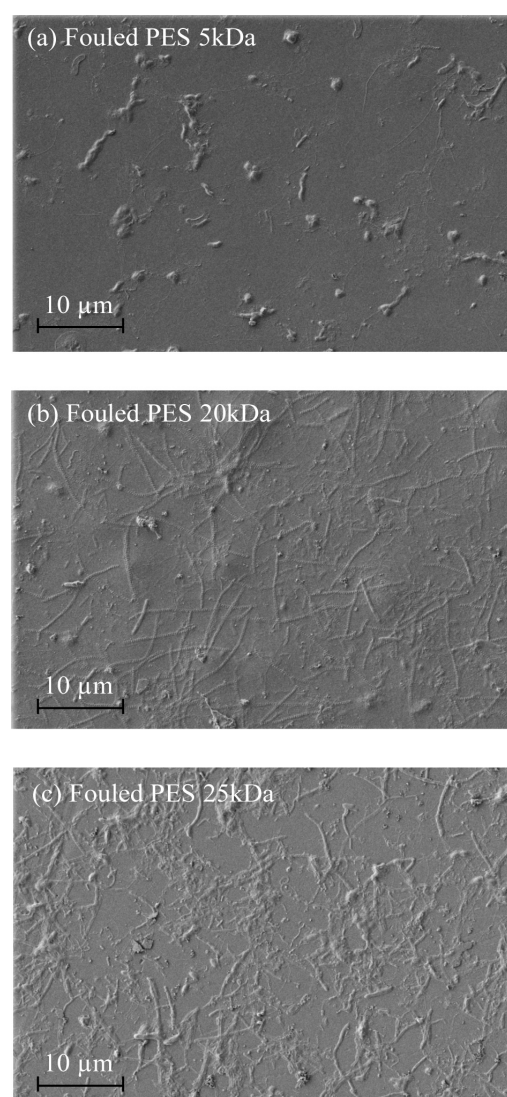 (a) Fouled PES 5kDa
10 µm
(b) Fouled PES 20kDa
10 µm
(c) Fouled PES 25kDa
10 µm